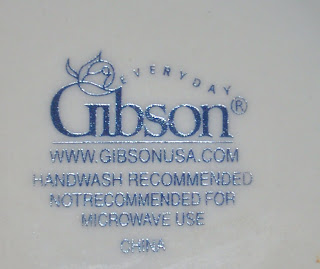 EVERYDAY
Gibson®
WWW.GIBSONUSA.COM
HANDWASH RECOMMENDED
NOTRECOMMENDED FOR
MICROWAVE USE
CHINA